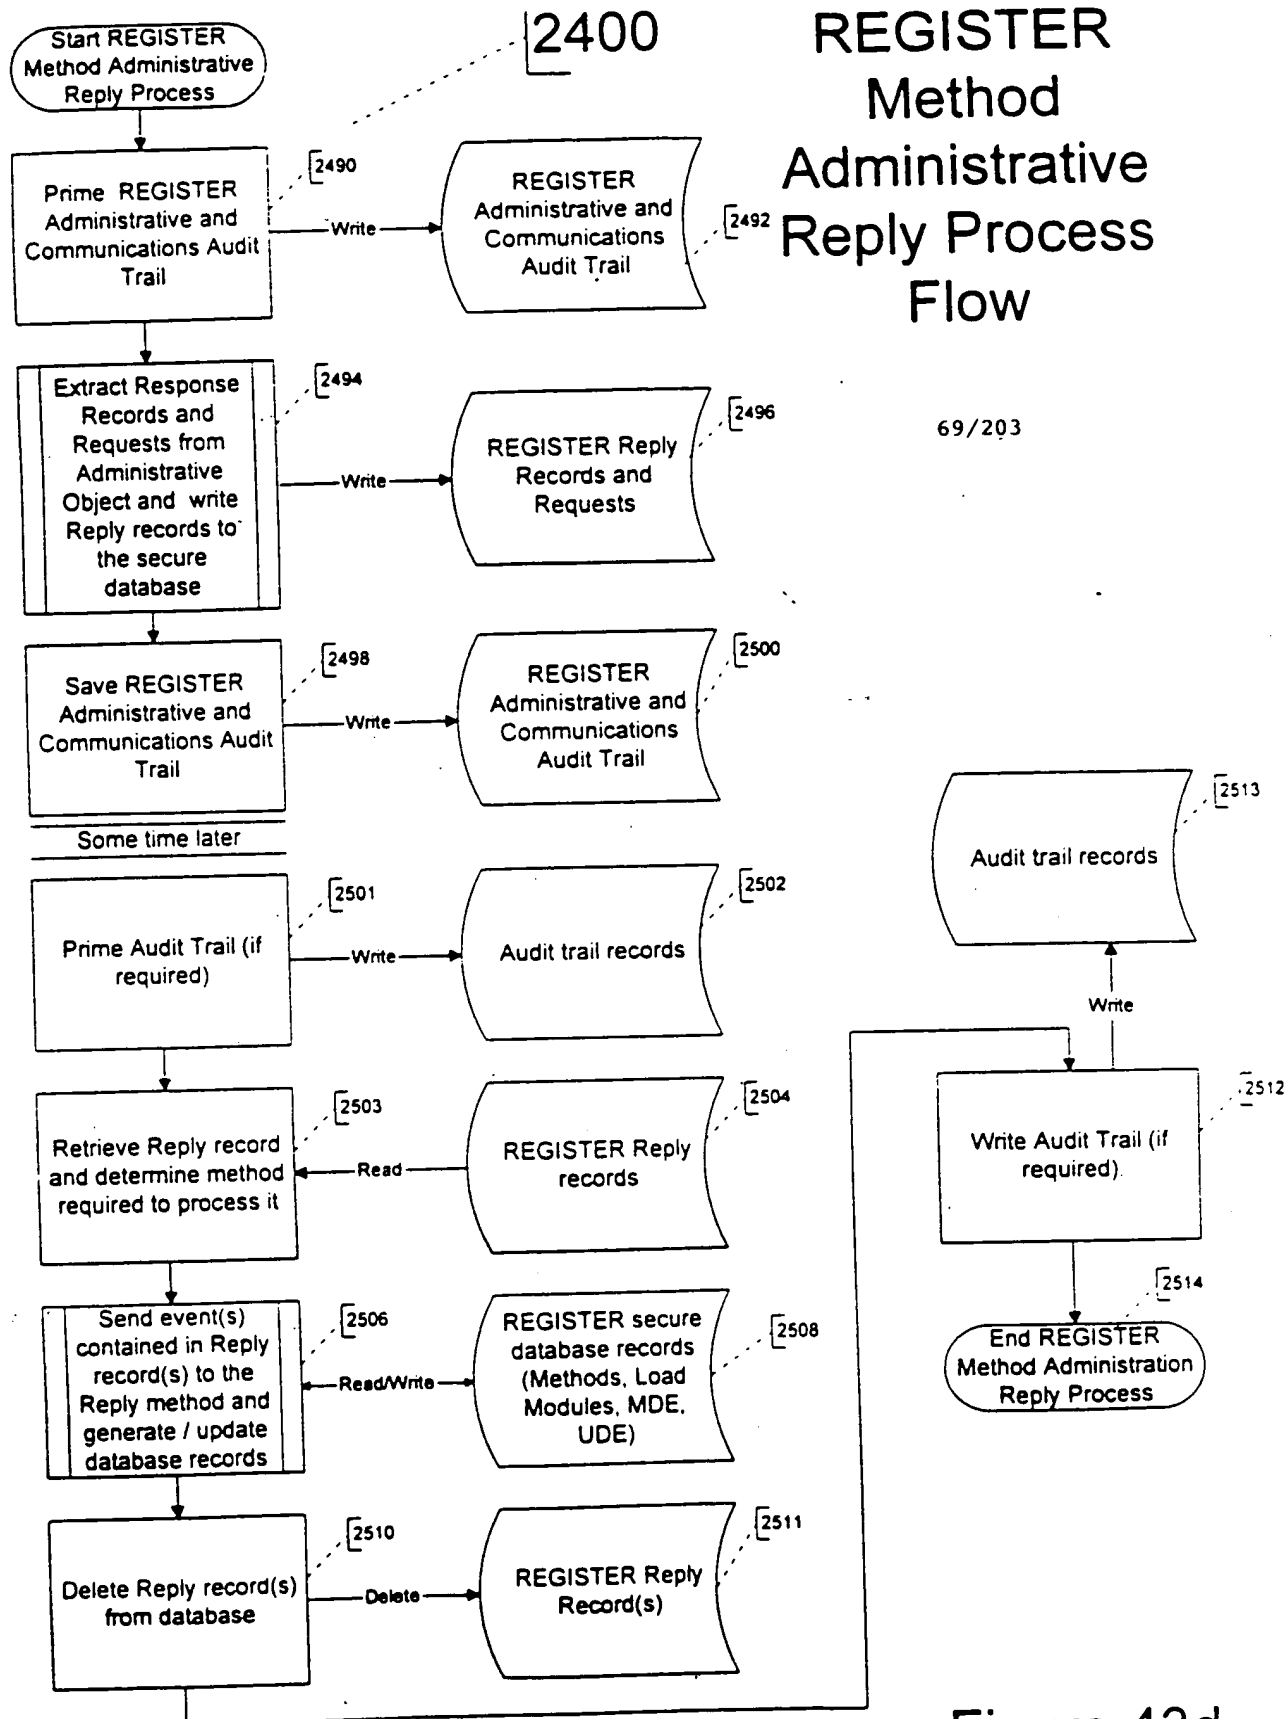 Start REGISTER
Method Administrative
Reply Process
2400
REGISTER
Method
Administrative
Reply Process
Flow
69/203
Prime REGISTER
Administrative and
Communications Audit
Trail
2490
Write
REGISTER
Administrative and
Communications
Audit Trail
2492
Extract Response
Records and
Requests from
Administrative
Object and write
Reply records to
the secure
database
2494
Write
REGISTER Reply
Records and
Requests
2496
Save REGISTER
Administrative and
Communications Audit
Trail
2498
Write
REGISTER
Administrative and
Communications
Audit Trail
2500
Some time later
Prime Audit Trail (if
required)
2501
Write
Audit trail records
2502
Retrieve Reply record
and determine method
required to process it
2503
Read
REGISTER Reply
records
2504
Send event(s)
contained in Reply
record(s) to the
Reply method and
generate / update
database records
2506
Read/Write
REGISTER secure
database records
(Methods, Load
Modules, MDE,
UDE)
2508
Delete Reply record(s)
from database
2510
Delete
REGISTER Reply
Record(s)
2511
Audit trail records
2513
Write
Write Audit Trail (if
required)
2512
2514
End REGISTER
Method Administration
Reply Process